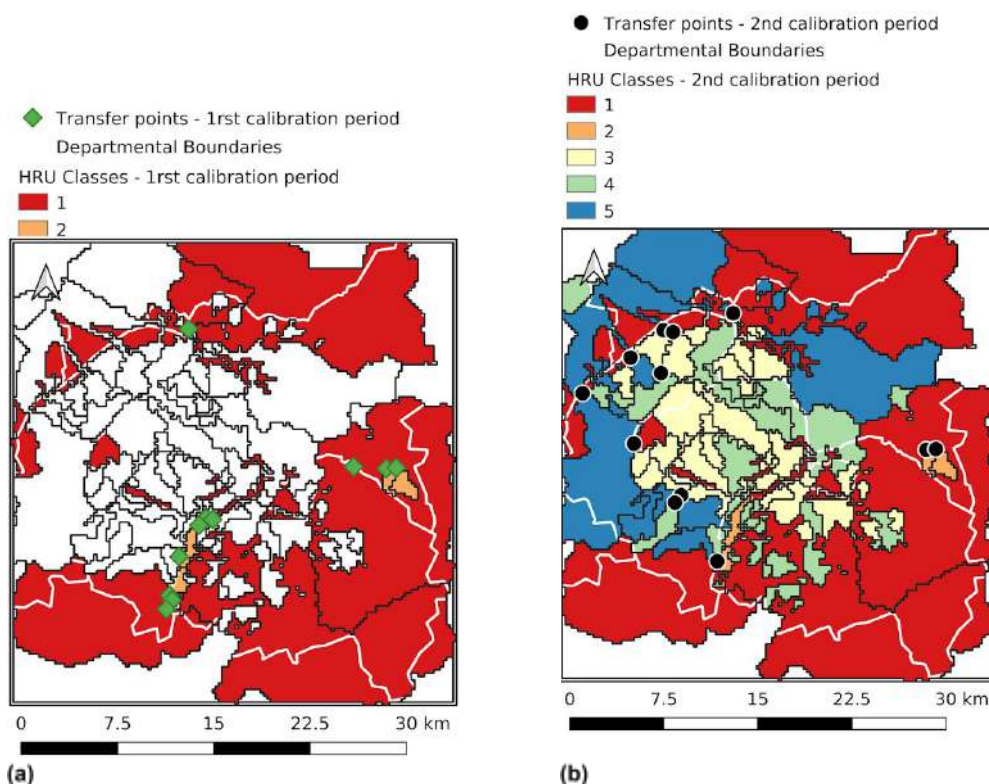 Transfer points - 1rst calibration period
Departmental Boundaries
HRU Classes - 1rst calibration period
1
2
0 7.5 15 22.5 30 km
(a)
Transfer points - 2nd calibration period
Departmental Boundaries
HRU Classes - 2nd calibration period
1
2
3
4
5
0 7.5 15 22.5 30 km
(b)